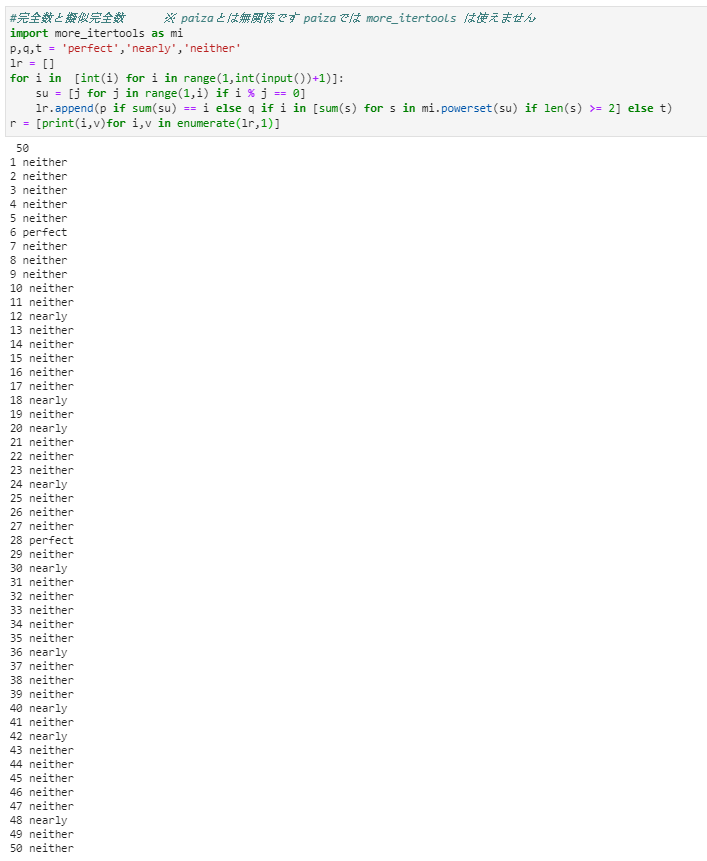 #完全数と擬似完全数      ※ paizaとは無関係です paizaでは more_itertools は使えません
import more_itertools as mi
p,q,t = 'perfect','nearly','neither'
lr = []
for i in  [int(i) for i in range(1,int(input())+1)]:
    su = [j for j in range(1,i) if i % j == 0]
    lr.append(p if sum(su) == i else q if i in [sum(s) for s in mi.powerset(su) if len(s) >= 2] else t)
r = [print(i,v)for i,v in enumerate(lr,1)]
50
1 neither
2 neither
3 neither
4 neither
5 neither
6 perfect
7 neither
8 neither
9 neither
10 neither
11 neither
12 nearly
13 neither
14 neither
15 neither
16 neither
17 neither
18 nearly
19 neither
20 nearly
21 neither
22 neither
23 neither
24 nearly
25 neither
26 neither
27 neither
28 perfect
29 neither
30 nearly
31 neither
32 neither
33 neither
34 neither
35 neither
36 nearly
37 neither
38 neither
39 neither
40 nearly
41 neither
42 nearly
43 neither
44 neither
45 neither
46 neither
47 neither
48 nearly
49 neither
50 neither